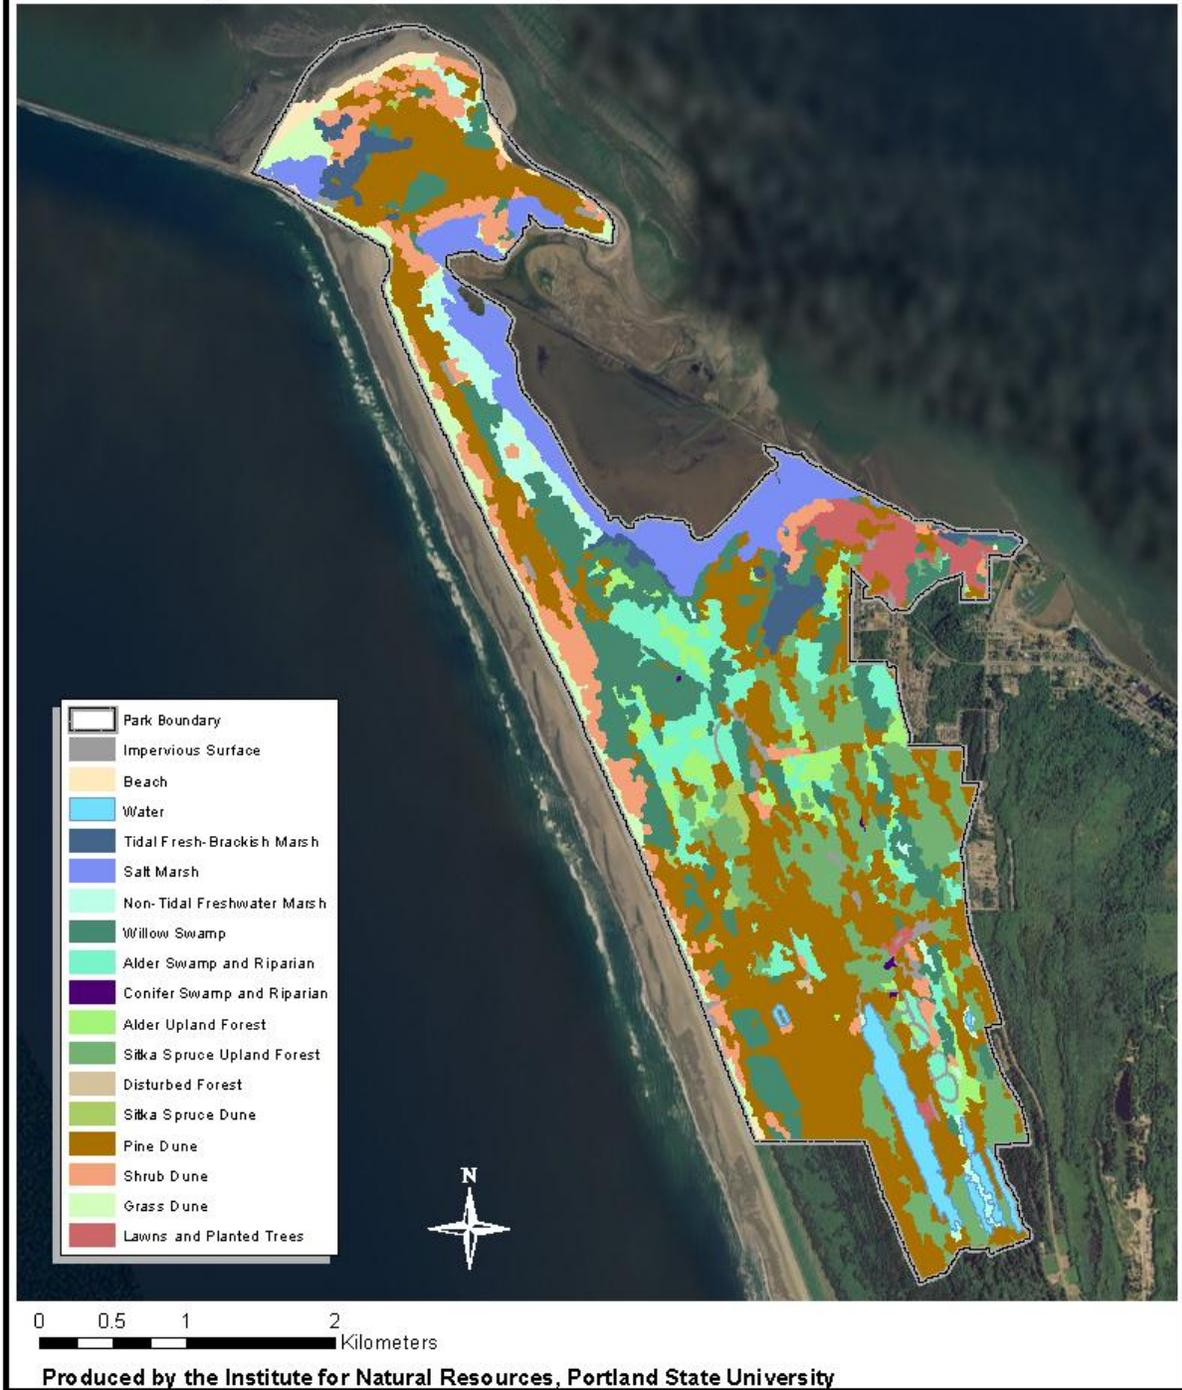 Park Boundary
Impervious Surface
Beach
Water
Tidal Fresh-Brackish Marsh
Salt Marsh
Non-Tidal Freshwater Marsh
Willow Swamp
Alder Swamp and Riparian
Conifer Swamp and Riparian
Alder Upland Forest
Sitka Spruce Upland Forest
Disturbed Forest
Sitka Spruce Dune
Pine Dune
Shrub Dune
Grass Dune
Lawns and Planted Trees
N
0 0.5 1 2
Kilometers
Produced by the Institute for Natural Resources, Portland State University